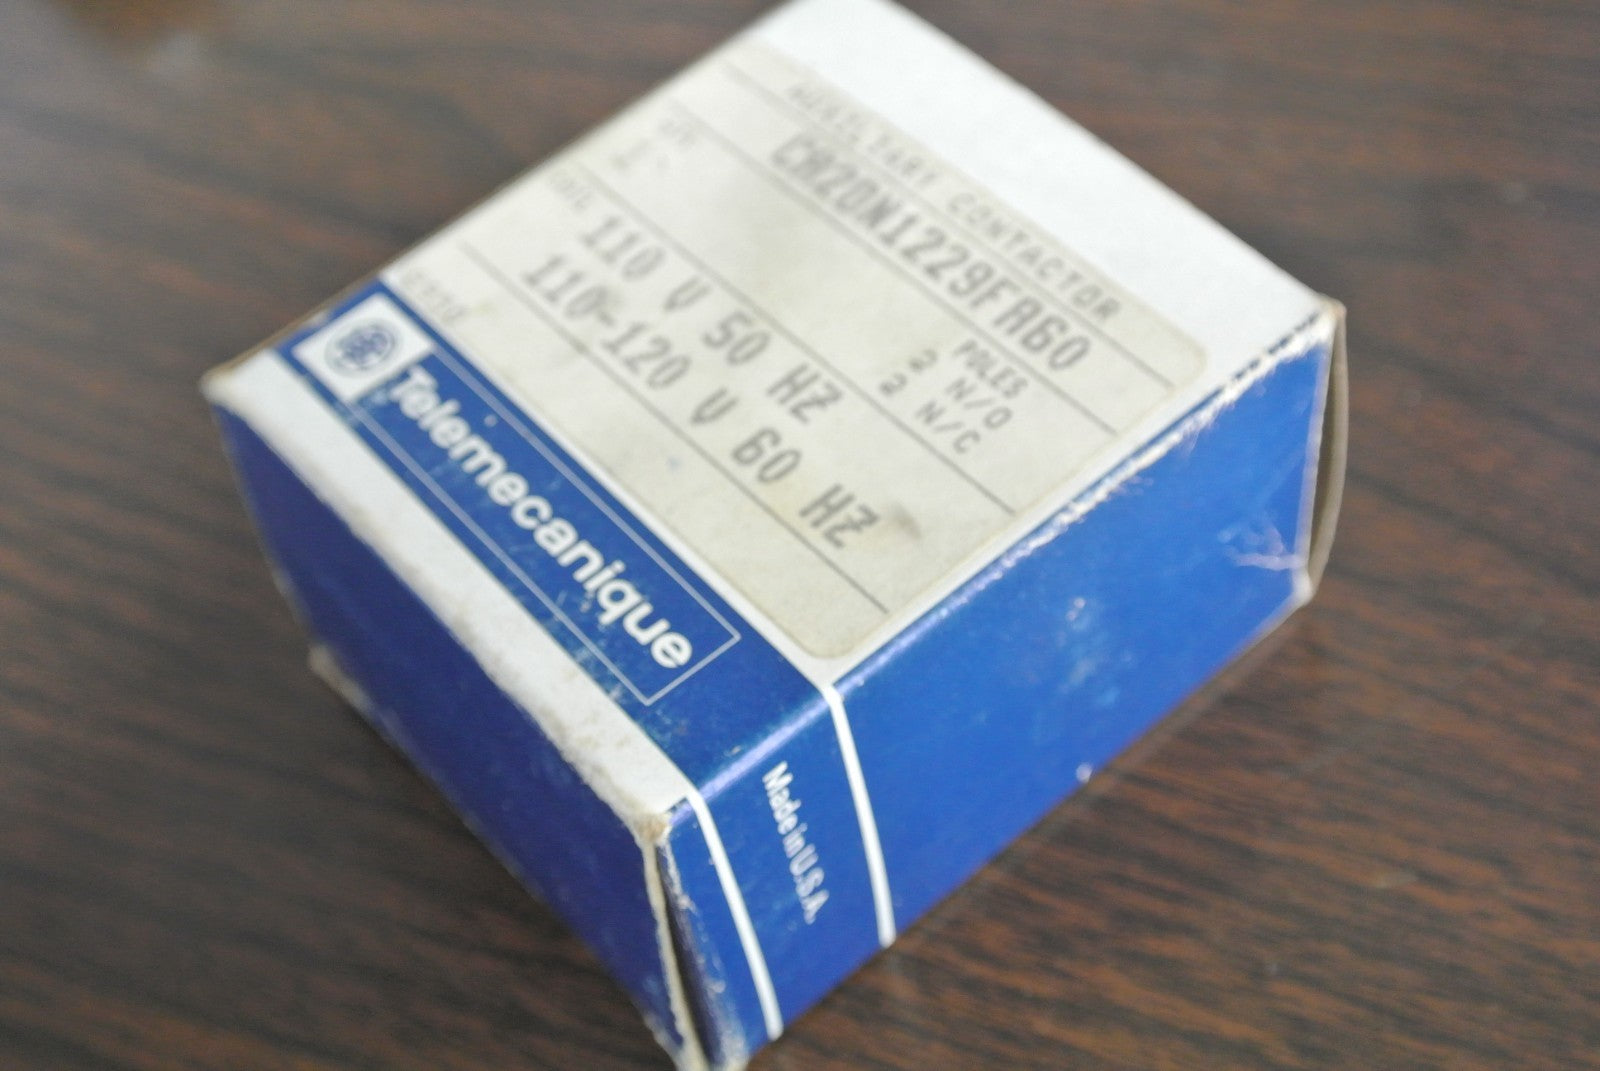 AUXILIARY CONTACTOR
CA2DN1229FA60
POLES
2 N/O
2 N/C
110 V 50 HZ
110-120 V 60 HZ
Telemecanique
Made in U.S.A.